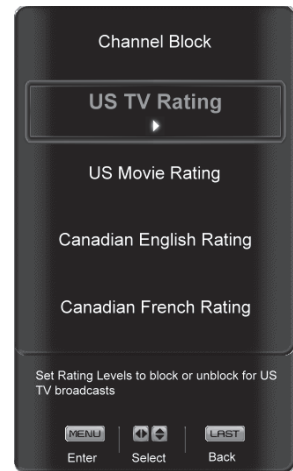 Channel Block
US TV Rating
US Movie Rating
Canadian English Rating
Canadian French Rating
Set Rating Levels to block or unblock for US
TV broadcasts
MENU LAST
Enter Select Back